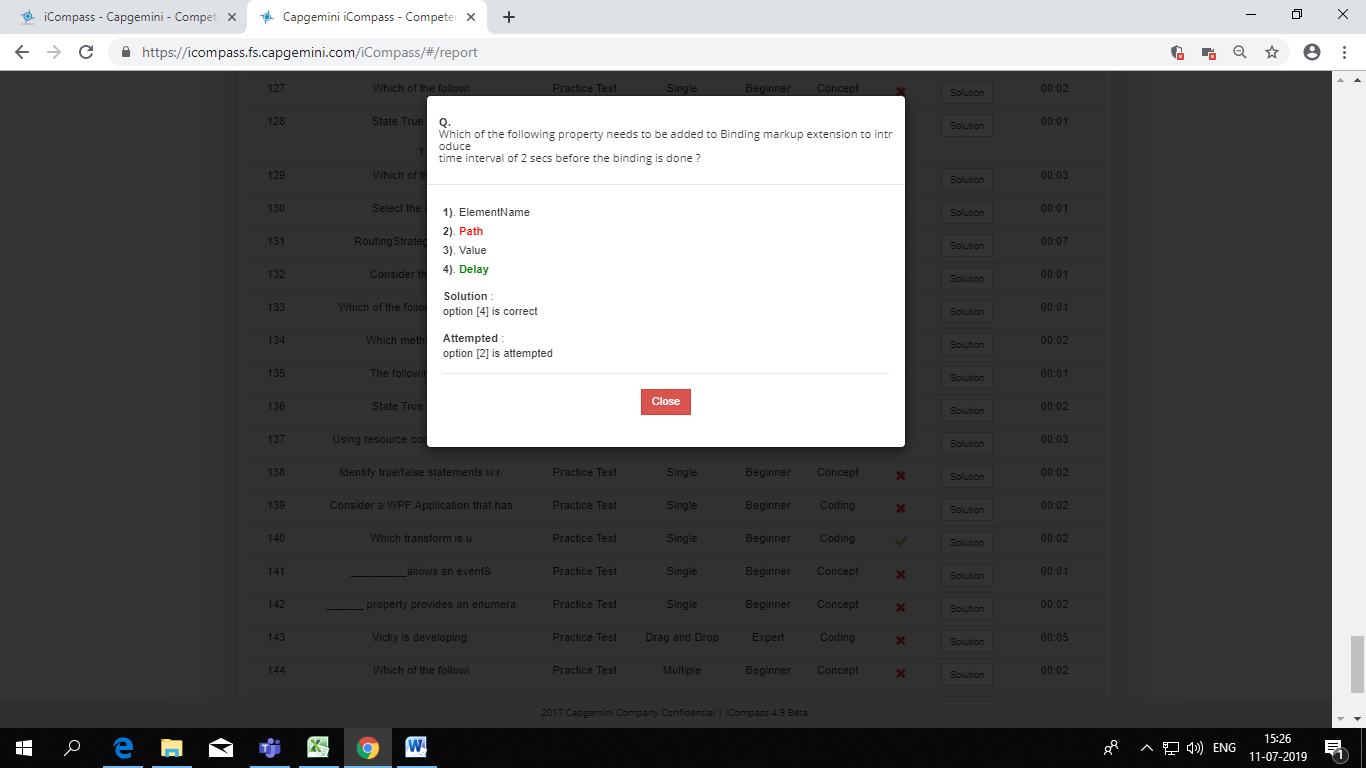 iCompass - Capgemini - Compet
Capgemini iCompass - Competen
https://icompass.fs.capgemini.com/iCompass/#/report
127 Which of the followi Practice Test Single Beginner Concept Solution 00:02
128 State True Solution 00:01
1
Q.
Which of the following property needs to be added to Binding markup extension to intr
oduce
time interval of 2 secs before the binding is done ?
1). ElementName
2). Path
3). Value
4). Delay
Solution :
option [4] is correct
Attempted :
option [2] is attempted
Close
129 Which of th Solution 00:03
130 Select the Solution 00:01
131 RoutingStrateg Solution 00:07
132 Consider th Solution 00:01
133 Which of the follow Solution 00:01
134 Which meth Solution 00:02
135 The followin Solution 00:01
136 State True Solution 00:02
137 Using resource con Solution 00:03
138 Identify true/false statements w.r. Practice Test Single Beginner Concept Solution 00:02
139 Consider a WPF Application that has Practice Test Single Beginner Coding Solution 00:02
140 Which transform is u Practice Test Single Beginner Coding Solution 00:02
141 _________allows an event& Practice Test Single Beginner Concept Solution 00:01
142 ______ property provides an enumera Practice Test Single Beginner Concept Solution 00:02
143 Vicky is developing Practice Test Drag and Drop Expert Coding Solution 00:05
144 Which of the followi Practice Test Multiple Beginner Concept Solution 00:02
2017 Capgemini Company Confidential | iCompass 4.9 Beta
ENG
15:26
11-07-2019
1